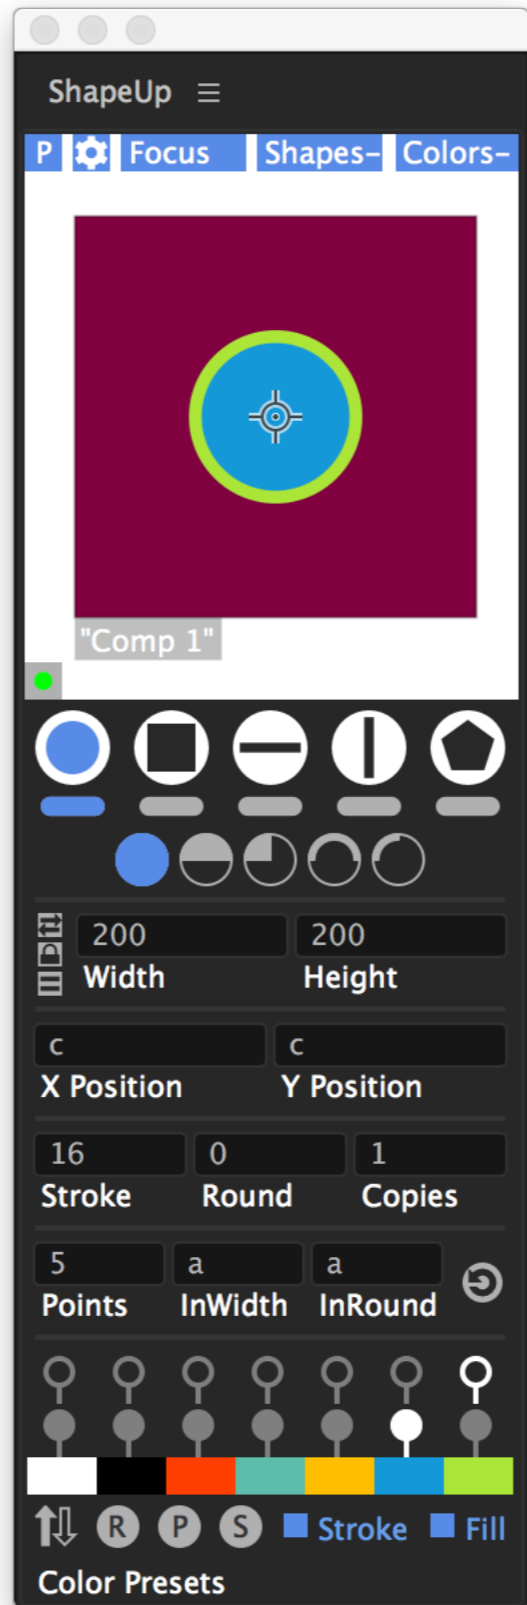 ShapeUp
P Focus Shapes- Colors-
"Comp 1"
200 200
Width Height
c c
X Position Y Position
16 0 1
Stroke Round Copies
5 a a
Points InWidth InRound
R P S Stroke Fill
Color Presets